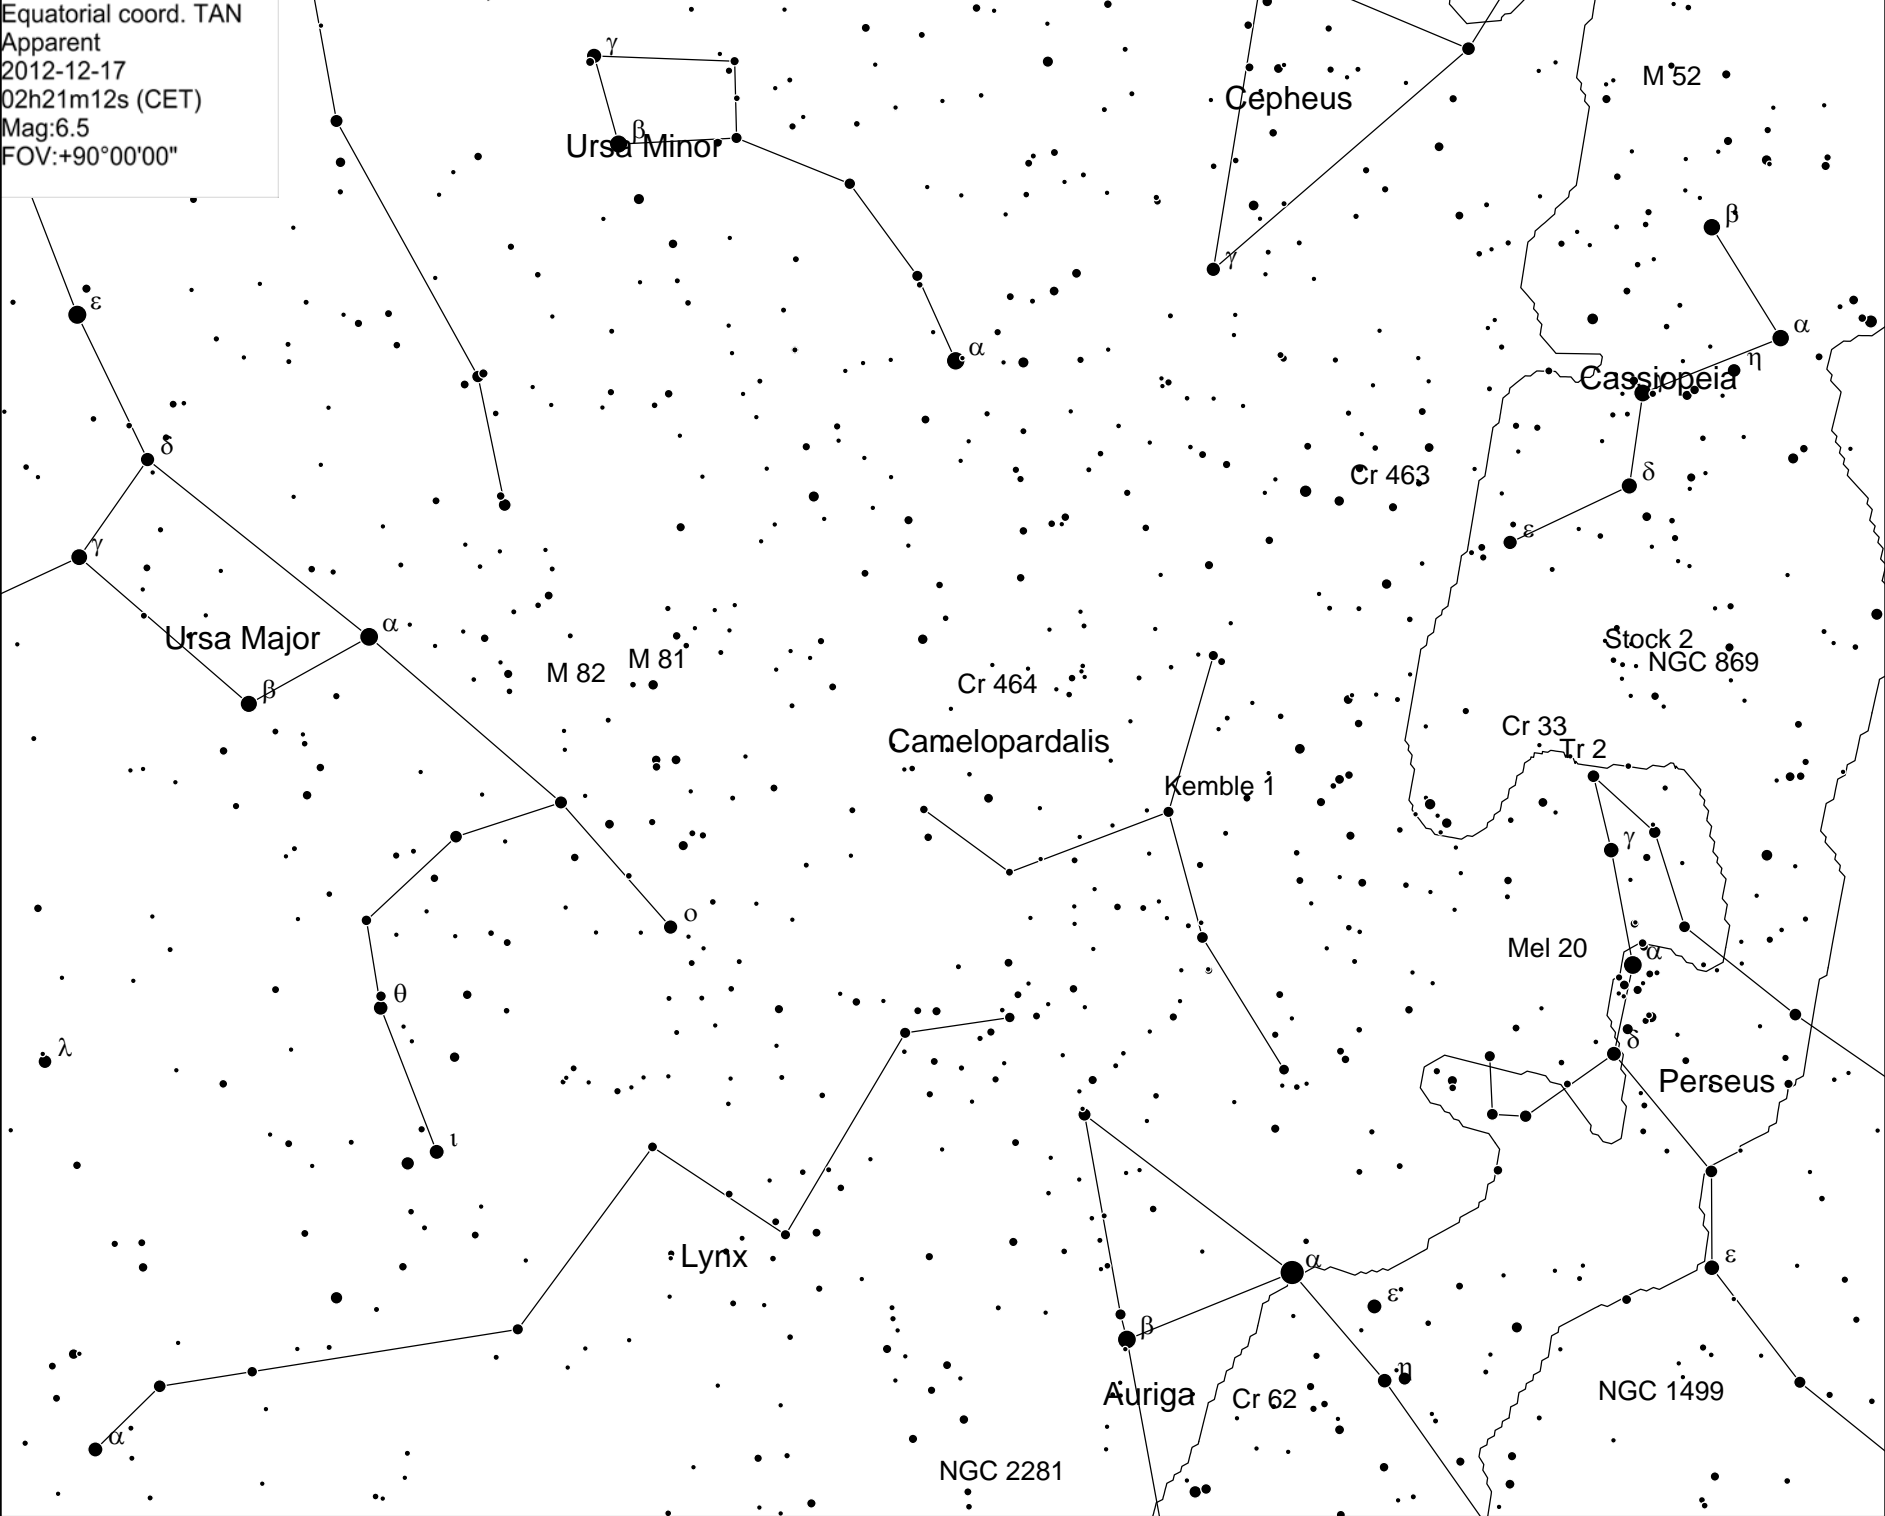 Equatorial coord. TAN
Apparent
2012-12-17
02h21m12s (CET)
Mag:6.5
FOV:+90°00'00"
γ
β
Ursa Minor
α
Cepheus
γ
M 52
β
α
η
Cassiopeia
δ
ε
Cr 463
ε
δ
γ
Ursa Major
α
β
M 82
M 81
Cr 464
Camelopardalis
Kemble 1
Stock 2
NGC 869
Cr 33
Tr 2
γ
Mel 20
α
δ
Perseus
ο
θ
λ
ι
Lynx
α
ε
β
η
ε
Auriga
Cr 62
NGC 1499
α
NGC 2281